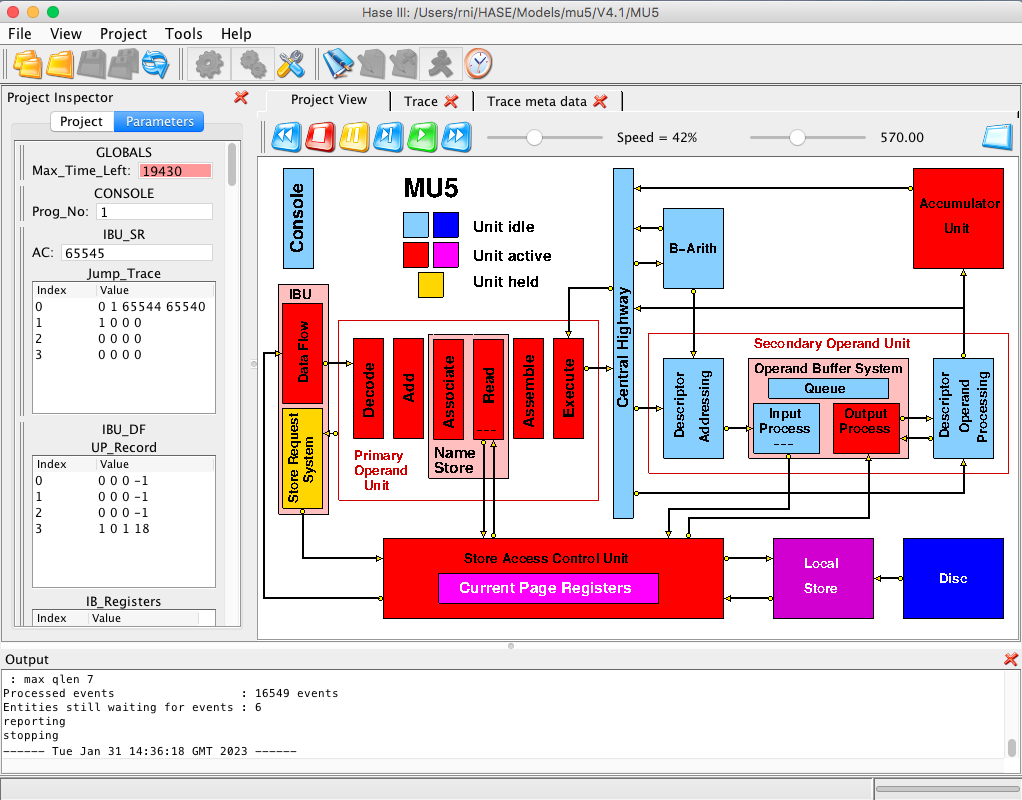 Hase III: /Users/rni/HASE/Models/mu5/V4.1/MU5
File View Project Tools Help
Project Inspector
Project Parameters
GLOBALS
Max_Time_Left: 19430
CONSOLE
Prog_No: 1
IBU_SR
AC: 65545
Jump_Trace
Index Value
0 0 1 65544 65540
1 1 0 0 0
2 0 0 0 0
3 0 0 0 0
IBU_DF
UP_Record
Index Value
0 0 0 0 -1
1 0 0 0 -1
2 0 0 0 -1
3 1 0 1 18
IB_Registers
Index Value
Project View Trace Trace meta data
Speed = 42% 570.00
Console
MU5
Unit idle
Unit active
Unit held
IBU
Data Flow
Store Request
System
Decode
Add
Associate
Read
---
Name
Store
Assemble
Execute
Primary
Operand
Unit
Central Highway
B-Arith
Accumulator
Unit
Secondary Operand Unit
Descriptor
Addressing
Operand Buffer System
Queue
Input
Process
---
Output
Process
Descriptor
Operand
Processing
Store Access Control Unit
Current Page Registers
Local
Store
Disc
Output
: max qlen 7
Processed events : 16549 events
Entities still waiting for events : 6
reporting
stopping
------ Tue Jan 31 14:36:18 GMT 2023 ------